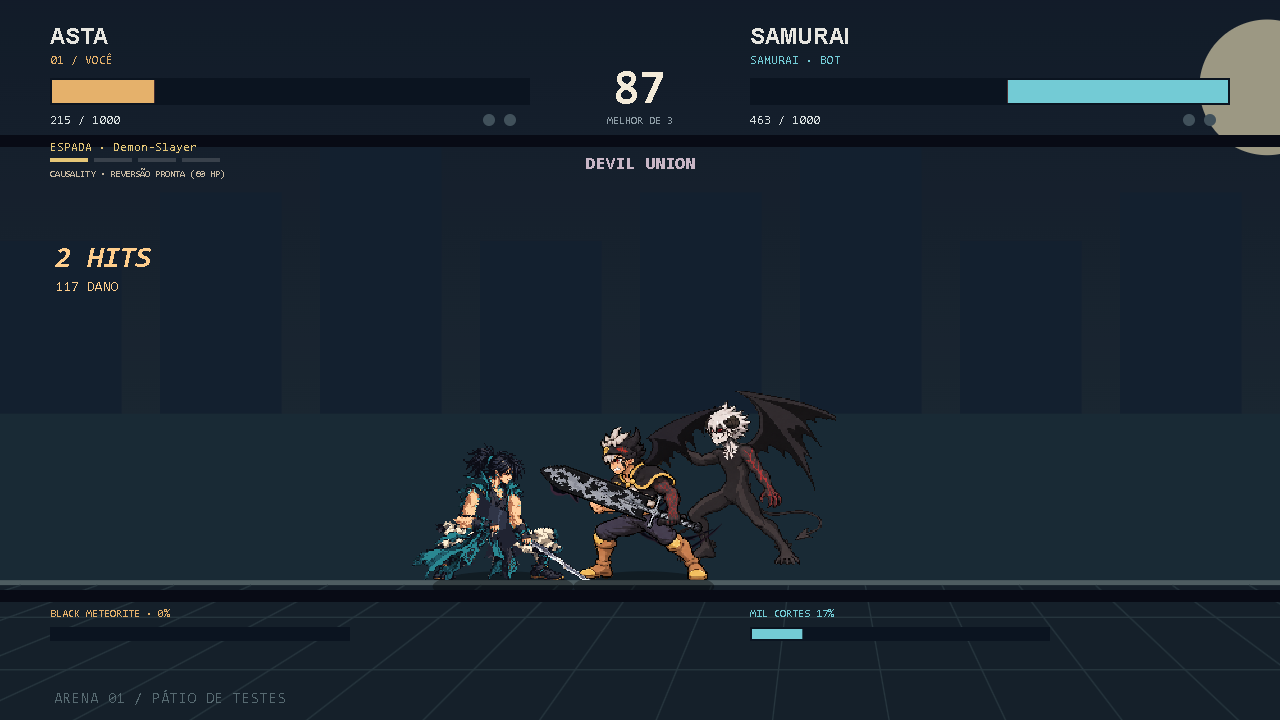 ASTA
01 / VOCÊ
215 / 1000
87
MELHOR DE 3
SAMURAI
SAMURAI · BOT
463 / 1000
ESPADA · Demon-Slayer
CAUSALITY · REVERSÃO PRONTA (60 HP)
DEVIL UNION
2 HITS
117 DANO
BLACK METEORITE · 0%
MIL CORTES 17%
ARENA 01 / PÁTIO DE TESTES